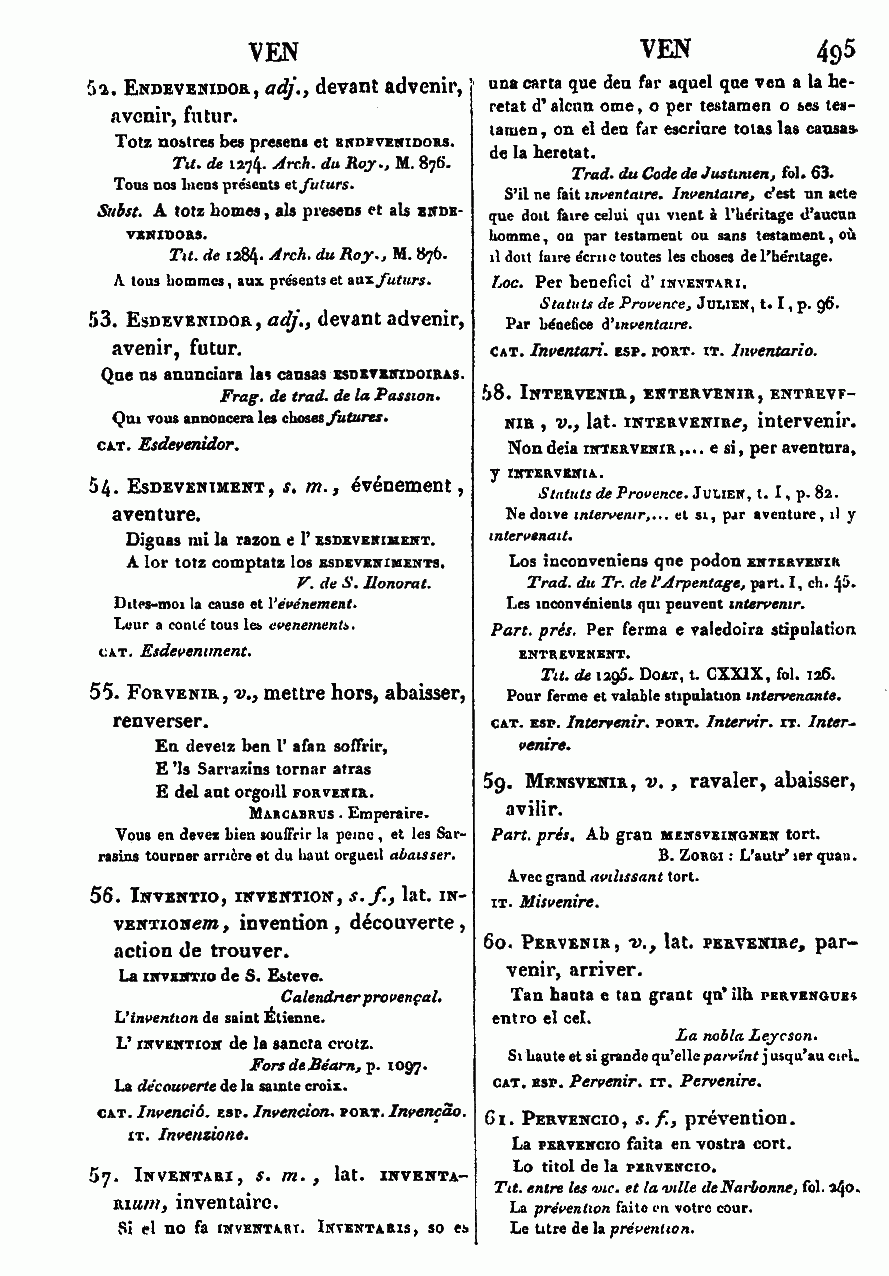 VEN
VEN 495
52. Endevenidor, adj., devant advenir,
avenir, futur.
Totz nostres bes presens et endevenidors.
Tit. de 1274. Arch. du Roy., M. 876.
Tous nos biens présents et futurs.
Subst. A totz homes, als presens et als ende-
venidors.
Tit. de 1284. Arch. du Roy., M. 876.
A tous hommes, aux présents et aux futurs.
53. Esdevenidor, adj., devant advenir,
avenir, futur.
Que us anunciara las causas esdevenidoiras.
Frag. de trad. de la Passion.
Qui vous annoncera les choses futures.
cat. Esdevenidor.
54. Esdeveniment, s. m., événement,
aventure.
Diguas mi la razon e l' esdeveniment.
A lor totz comptatz los esdeveniments.
V. de S. Honorat.
Dites-moi la cause et l'événement.
Leur a conté tous les evenements.
cat. Esdeveniment.
55. Forvenir, v., mettre hors, abaisser,
renverser.
En devetz ben l' afan soffrir,
E 'ls Sarrazins tornar atras
E del aut orgoill forvenir.
Marcabrus. Emperaire.
Vous en devez bien souffrir la peine, et les Sar-
rasins tourner arrière et du haut orgueil abaisser.
56. Inventio, invention, s. f., lat. in-
ventionem, invention, découverte,
action de trouver.
La inventio de S. Esteve.
Calendrier provençal.
L'invention de saint Étienne.
L' invention de la sancta crotz.
Fors de Béarn, p. 1097.
La découverte de la sainte croix.
cat. Invenció. esp. Invencion. port. Invenção.
it. Invenzione.
57. Inventari, s. m., lat. inventa-
rium, inventaire.
Si el no fa inventari. Inventaris, so es
una carta que deu far aquel que ven a la he-
retat d' alcun ome, o per testamen o ses tes-
tamen, on el deu far escriure totas las causas
de la heretat.
Trad. du Code de Justinien, fol. 63.
S'il ne fait inventaire. Inventaire, c'est un acte
que doit faire celui qui vient à l'héritage d'aucun
homme, ou par testament ou sans testament, où
il doit faire écrire toutes les choses de l'héritage.
Loc. Per benefici d' inventari.
Statuts de Provence, Julien, t. I, p. 96.
Par bénefice d'inventaire.
cat. Inventari. esp. port. it. Inventario.
58. Intervenir, entervenir, entreve-
nir, v., lat. intervenire, intervenir.
Non deia intervenir,... e si, per aventura,
y intervenia.
Statuts de Provence. Julien, t. I, p. 82.
Ne doive intervenir,... et si, par aventure, il y
intervenait.
Los inconveniens que podon entervenir
Trad. du Tr. de l'Arpentage, part. I, ch. 45.
Les inconvénients qui peuvent intervenir.
Part. prés. Per ferma e valedoira stipulation
entrevenent.
Tit. de 1295. Doat, t. CXXIX, fol. 126.
Pour ferme et valable stipulation intervenante.
cat. esp. Intervenir. port. Intervir. it. Inter-
venire.
59. Mensvenir, v., ravaler, abaisser,
avilir.
Part. prés. Ab gran mensveingnen tort.
B. Zorgi : L'autr' ier quan.
Avec grand avilissant tort.
it. Misvenire.
60. Pervenir, v., lat. pervenire, par-
venir, arriver.
Tan hauta e tan grant qu' ilh pervengues
entro el cel.
La nobla Leyczon.
Si haute et si grande qu'elle parvînt jusqu'au ciel.
cat. esp. Pervenir. it. Pervenire.
61. Pervencio, s. f., prévention.
La pervencio faita en vostra cort.
Lo titol de la pervencio.
Tit. entre les vic. et la ville de Narbonne, fol. 240.
La prévention faite en votre cour.
Le titre de la prévention.